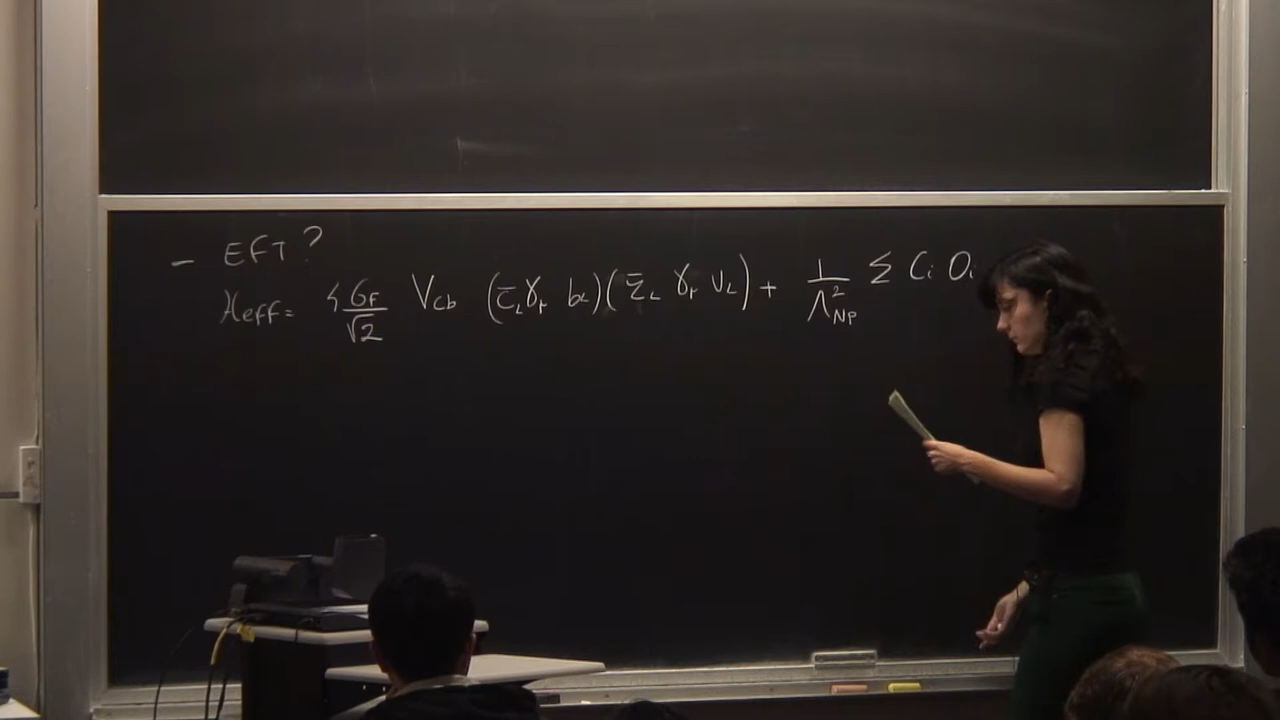 - EFT ?
Heff = 4GF/√2 Vcb (c̄L γμ bL)(τ̄L γμ νL) + 1/Λ²NP Σ Ci Oi